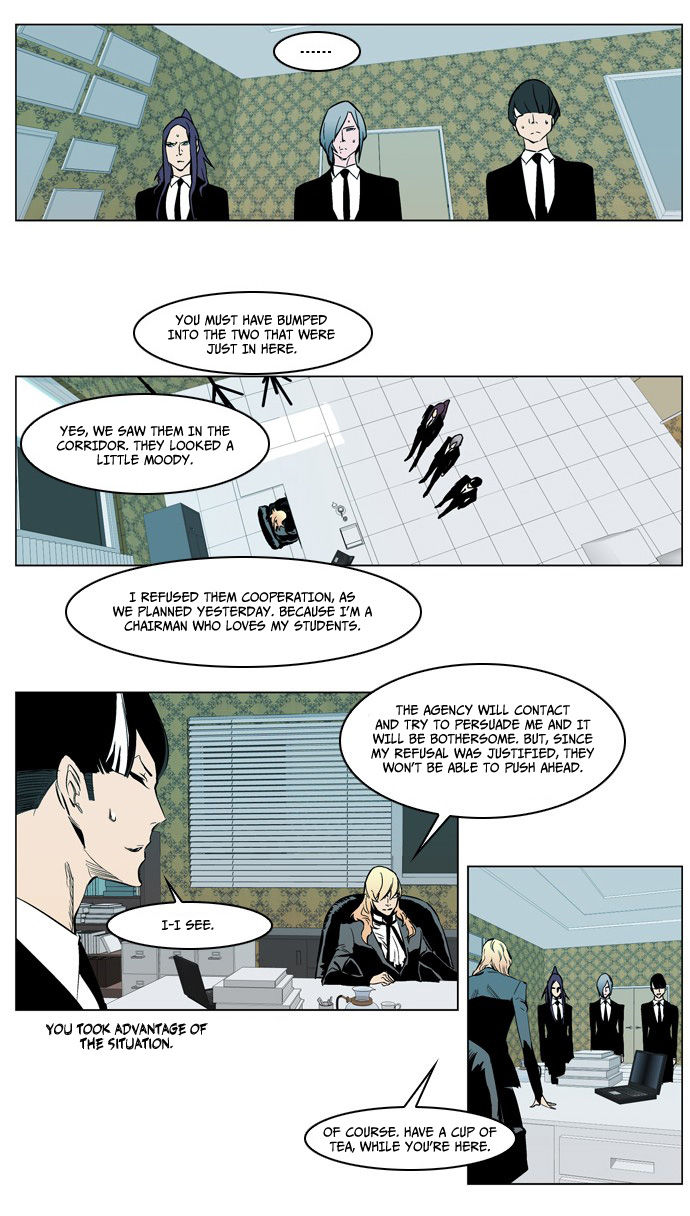 ......
YOU MUST HAVE BUMPED
INTO THE TWO THAT WERE
JUST IN HERE.
YES, WE SAW THEM IN THE
CORRIDOR. THEY LOOKED A
LITTLE MOODY.
I REFUSED THEM COOPERATION, AS
WE PLANNED YESTERDAY. BECAUSE I'M A
CHAIRMAN WHO LOVES MY STUDENTS.
THE AGENCY WILL CONTACT
AND TRY TO PERSUADE ME AND IT
WILL BE BOTHERSOME. BUT, SINCE
MY REFUSAL WAS JUSTIFIED, THEY
WON'T BE ABLE TO PUSH AHEAD.
I-I SEE.
YOU TOOK ADVANTAGE OF
THE SITUATION.
OF COURSE. HAVE A CUP OF
TEA, WHILE YOU'RE HERE.